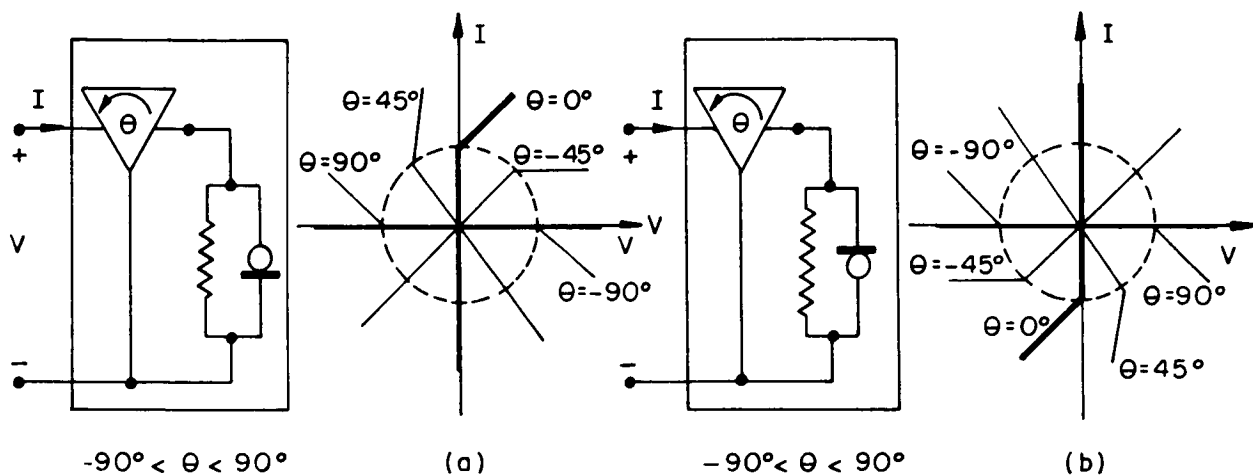 I
θ
+
V
−
-90° < θ < 90°
I
θ=45°
θ=0°
θ=90°
θ=-45°
V
θ=-90°
(a)
I
θ
+
V
−
-90° < θ < 90°
I
θ=-90°
θ=-45°
V
θ=90°
θ=0°
θ=45°
(b)